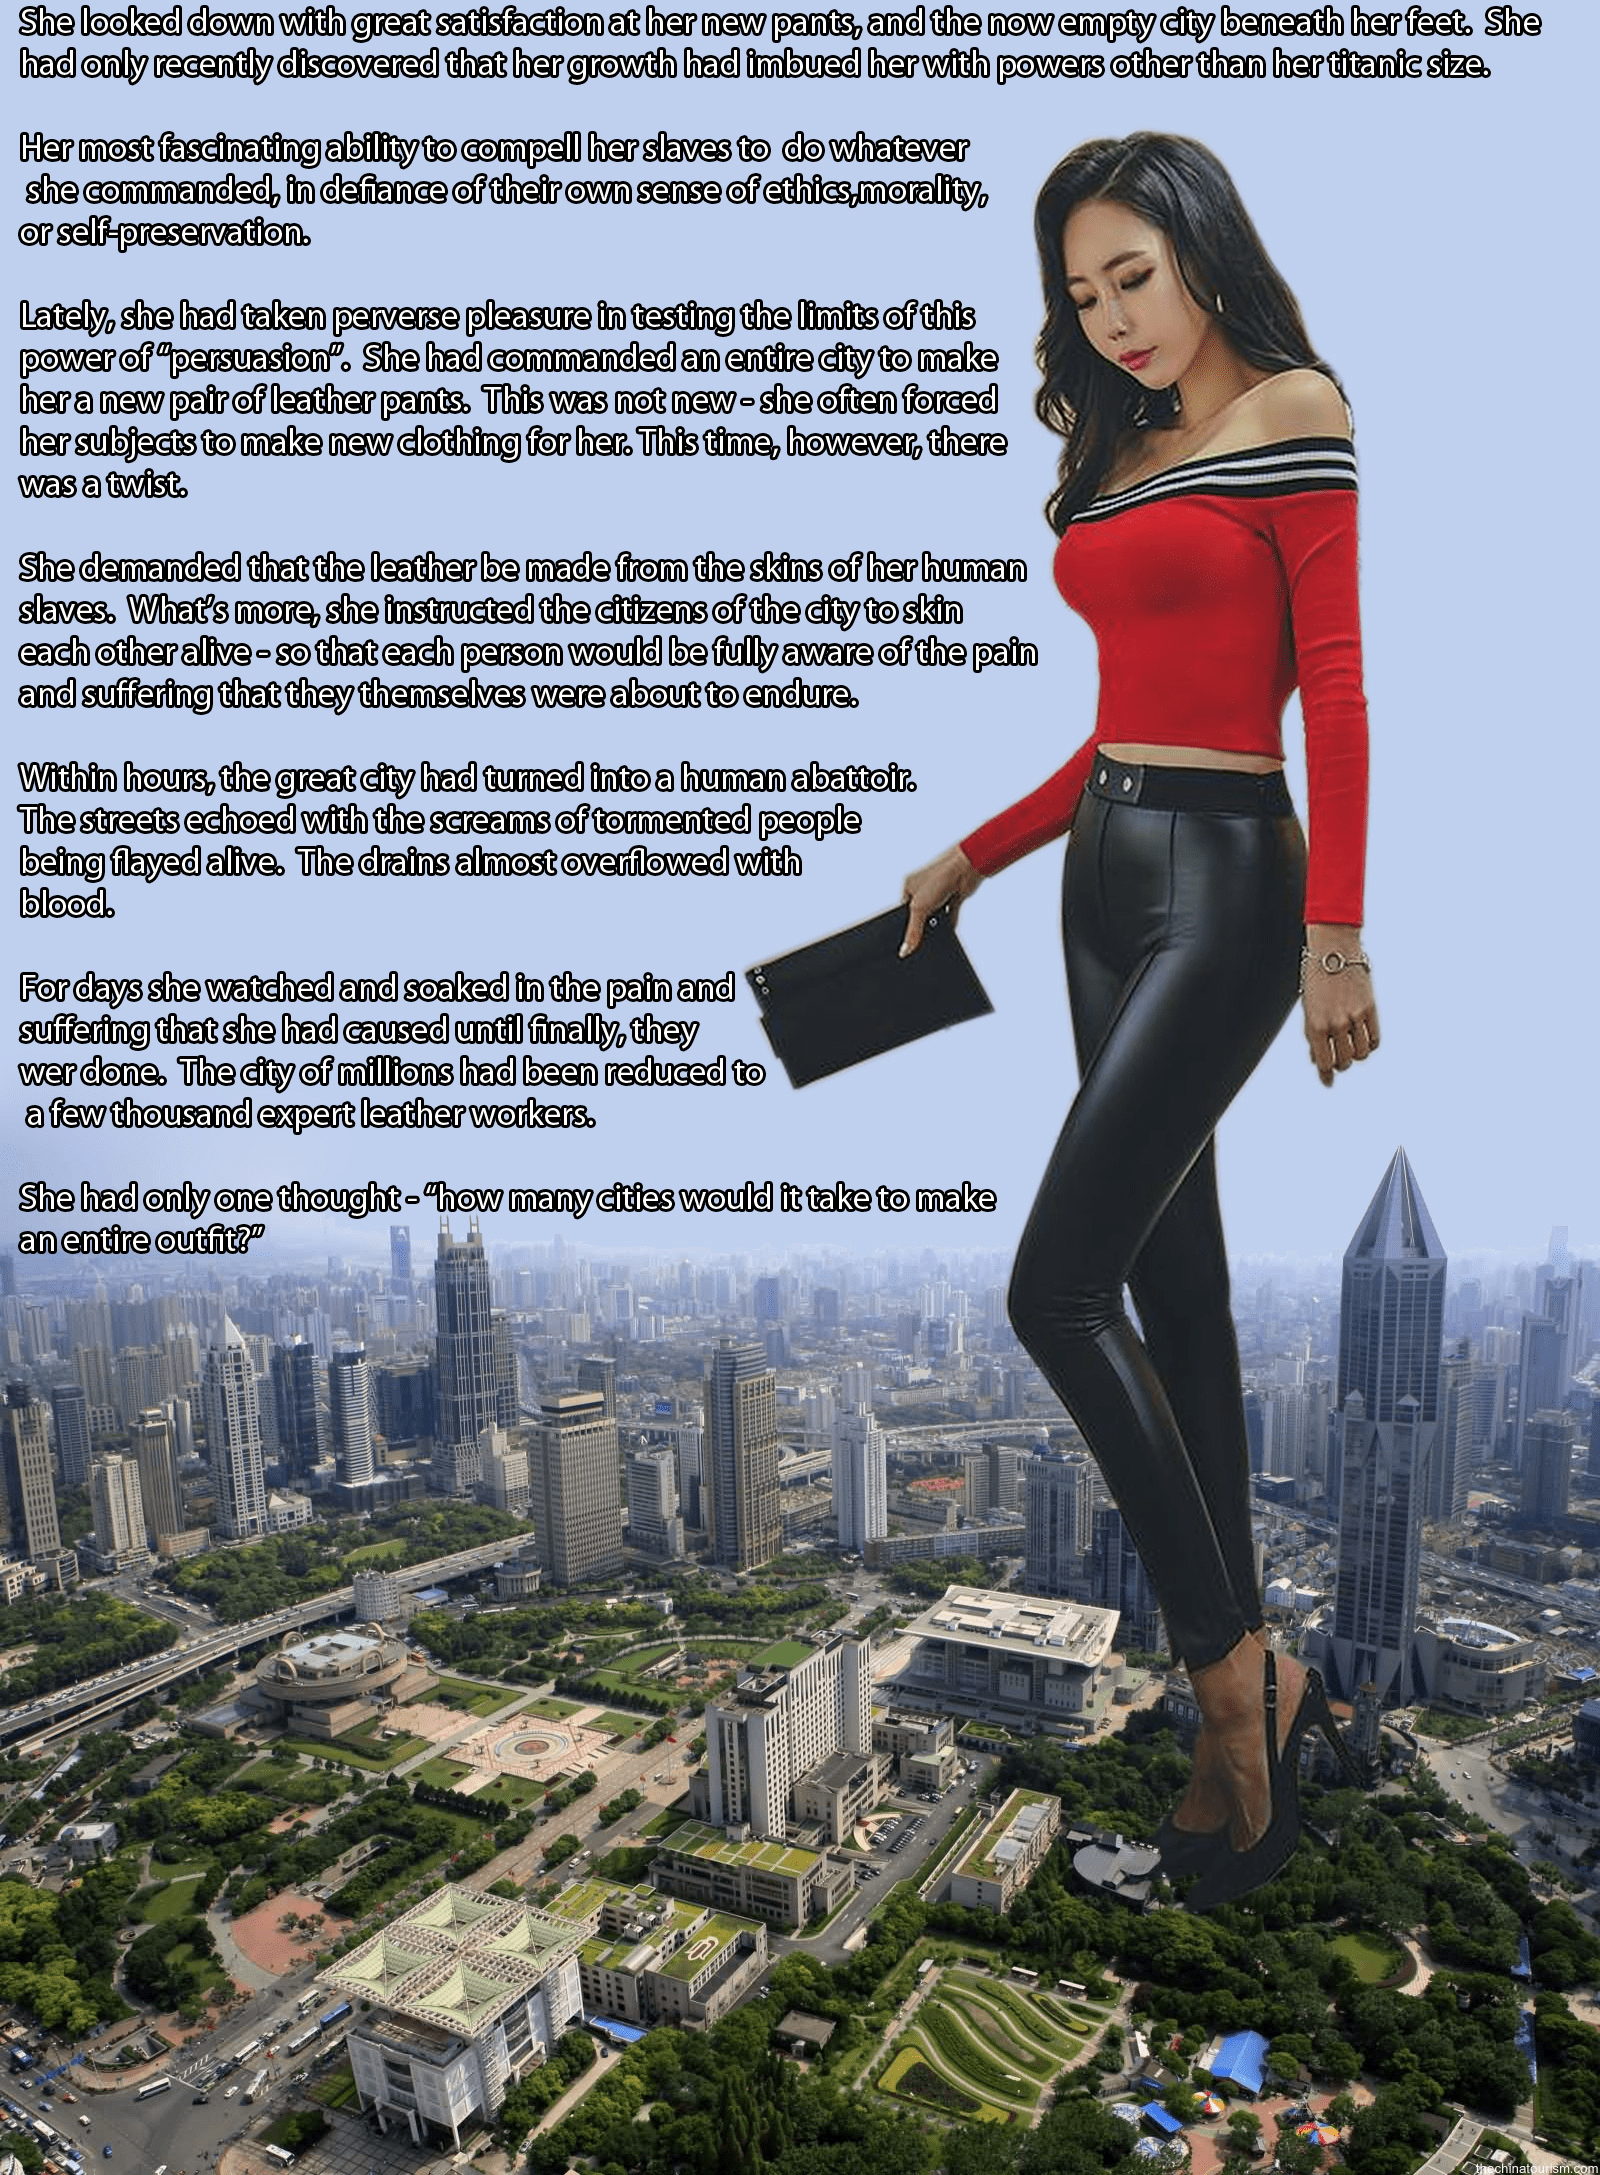 She looked down with great satisfaction at her new pants, and the now empty city beneath her feet.  She
had only recently discovered that her growth had imbued her with powers other than her titanic size.
Her most fascinating ability to compell her slaves to  do whatever
she commanded, in defiance of their own sense of ethics,morality,
or self-preservation.
Lately, she had taken perverse pleasure in testing the limits of this
power of “persuasion”.  She had commanded an entire city to make
her a new pair of leather pants.  This was not new - she often forced
her subjects to make new clothing for her. This time, however, there
was a twist.
She demanded that the leather be made from the skins of her human
slaves.  What’s more, she instructed the citizens of the city to skin
each other alive - so that each person would be fully aware of the pain
and suffering that they themselves were about to endure.
Within hours, the great city had turned into a human abattoir.
The streets echoed with the screams of tormented people
being flayed alive.  The drains almost overflowed with
blood.
For days she watched and soaked in the pain and
suffering that she had caused until finally, they
wer done.  The city of millions had been reduced to
a few thousand expert leather workers.
She had only one thought - “how many cities would it take to make
an entire outfit?”
thechinatourism.com